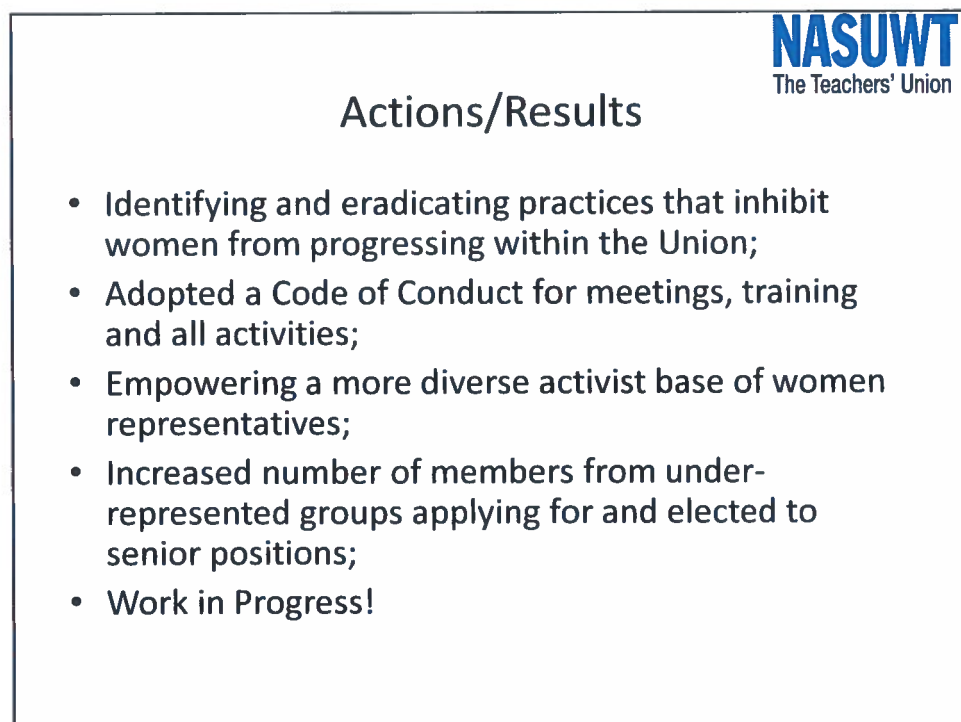 NASUWT
The Teachers' Union
Actions/Results
• Identifying and eradicating practices that inhibit
women from progressing within the Union;
• Adopted a Code of Conduct for meetings, training
and all activities;
• Empowering a more diverse activist base of women
representatives;
• Increased number of members from under-
represented groups applying for and elected to
senior positions;
• Work in Progress!